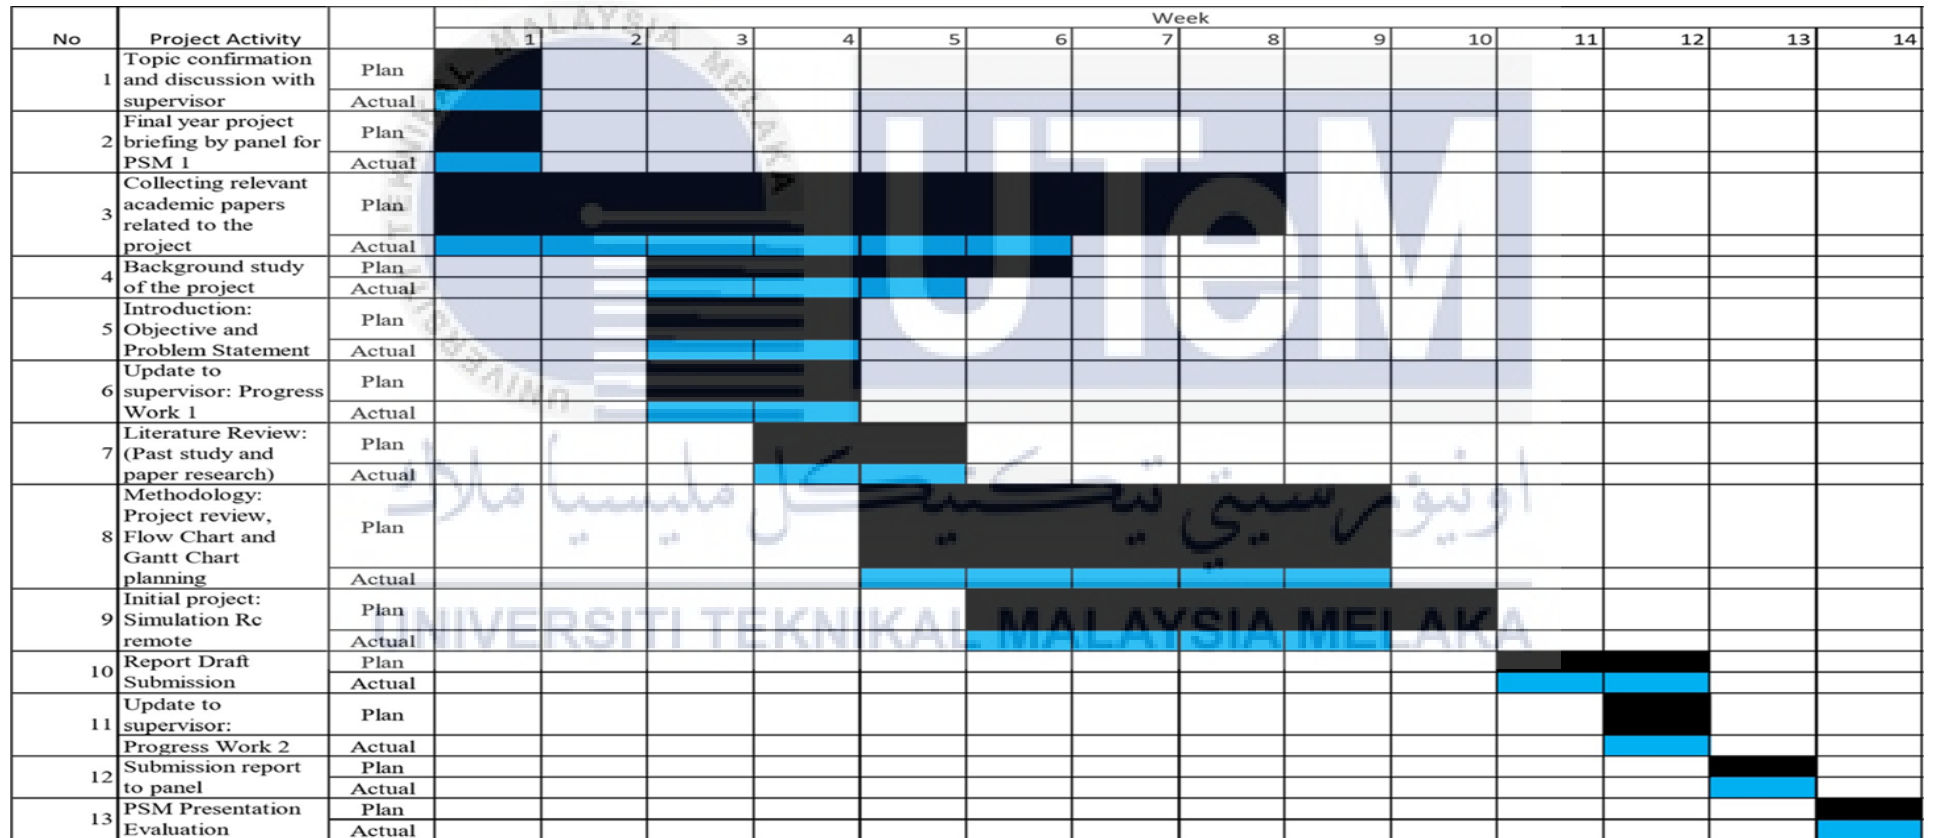 Week
No Project Activity 1 2 3 4 5 6 7 8 9 10 11 12 13 14
Topic confirmation
1 and discussion with Plan
supervisor Actual
Final year project
2 briefing by panel for Plan
PSM 1 Actual
Collecting relevant
academic papers Plan
3 related to the
project Actual
Background study Plan
4 of the project Actual
Introduction:
5 Objective and Plan
Problem Statement Actual
Update to
6 supervisor: Progress Plan
Work 1 Actual
Literature Review:
7 (Past study and Plan
paper research) Actual
Methodology:
Project review, Plan
8 Flow Chart and
Gantt Chart
planning Actual
Initial project:
9 Simulation Rc Plan
remote Actual
Report Draft Plan
10 Submission Actual
Update to
11 supervisor: Plan
Progress Work 2 Actual
Submission report Plan
12 to panel Actual
PSM Presentation Plan
13 Evaluation Actual
UNIVERSITI TEKNIKAL MALAYSIA MELAKA
UTeM
اونيۏرسيتي تيكنيكل مليسيا ملاك
UNIVERSITI TEKNIKAL MALAYSIA MELAKA